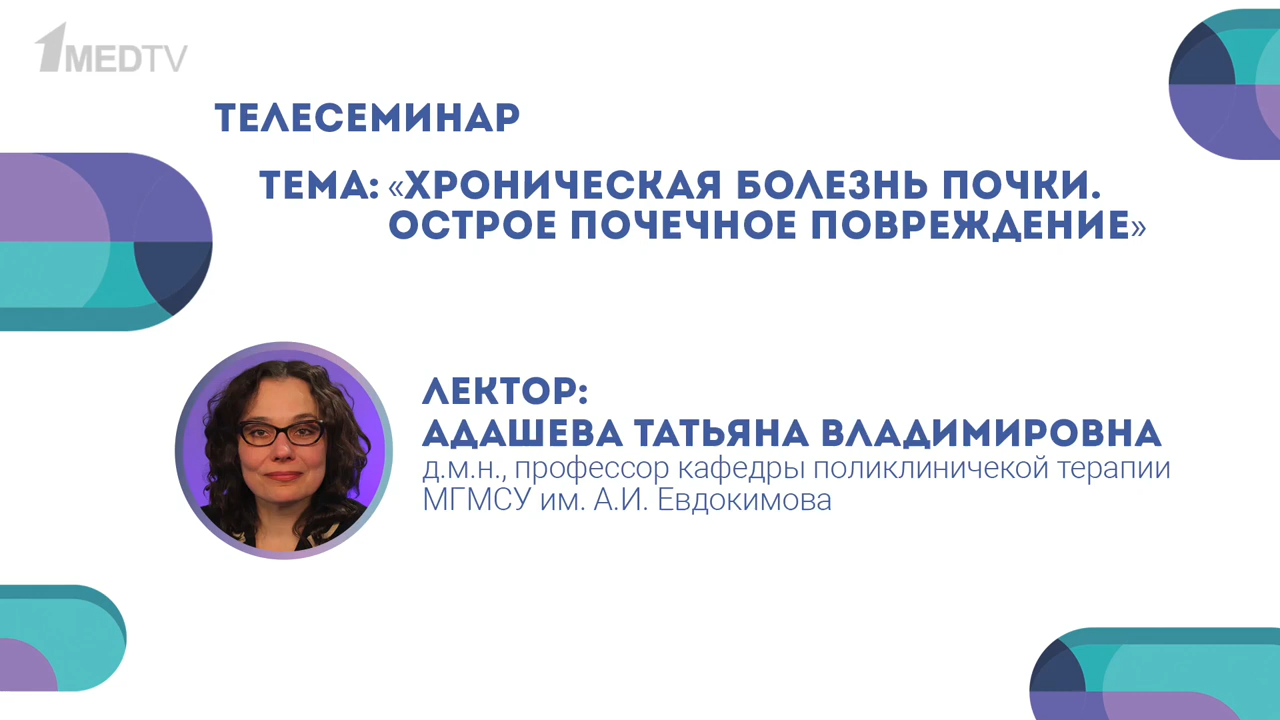 1MEDTV
ТЕЛЕСЕМИНАР
ТЕМА: «ХРОНИЧЕСКАЯ БОЛЕЗНЬ ПОЧКИ.
ОСТРОЕ ПОЧЕЧНОЕ ПОВРЕЖДЕНИЕ»
ЛЕКТОР:
АДАШЕВА ТАТЬЯНА ВЛАДИМИРОВНА
д.м.н., профессор кафедры поликлиничекой терапии
МГМСУ им. А.И. Евдокимова